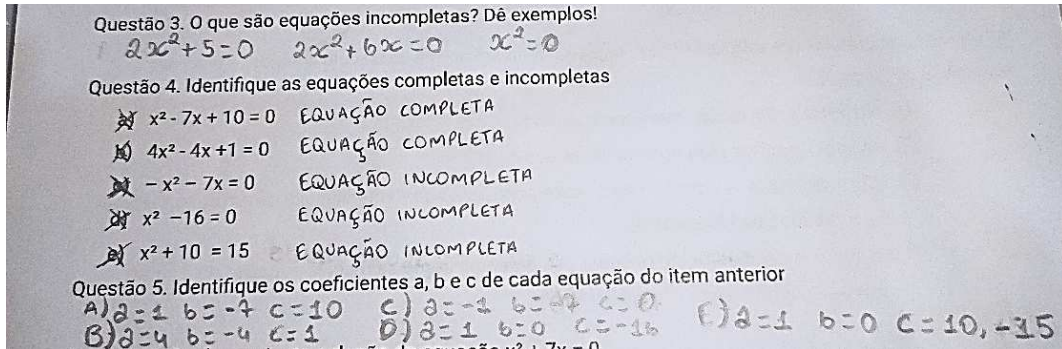 Questão 3. O que são equações incompletas? Dê exemplos!
2x²+5=0 2x²+6x=0 x²=0
Questão 4. Identifique as equações completas e incompletas
a) x² - 7x + 10 = 0 EQUAÇÃO COMPLETA
b) 4x² - 4x +1 = 0 EQUAÇÃO COMPLETA
c) – x² – 7x = 0 EQUAÇÃO INCOMPLETA
d) x² –16 = 0 EQUAÇÃO INCOMPLETA
e) x² + 10 = 15 EQUAÇÃO INCOMPLETA
Questão 5. Identifique os coeficientes a, b e c de cada equação do item anterior
A) a=1 b=-7 c=10 C) a=-1 b=-7 c=0 E) a=1 b=0 c=10,-15
B) a=4 b=-4 c=1 D) a=1 b=0 c=-16